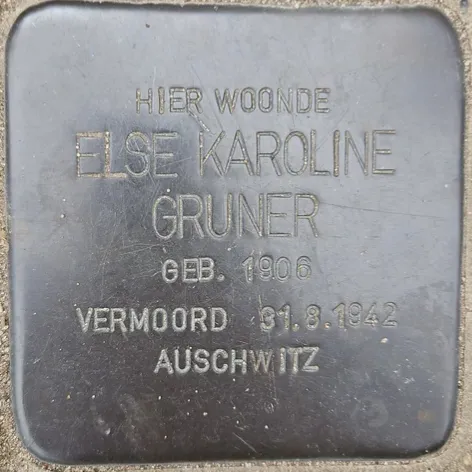 HIER WOONDE
ELSE KAROLINE
GRUNER
GEB. 1906
VERMOORD 31.8.1942
AUSCHWITZ